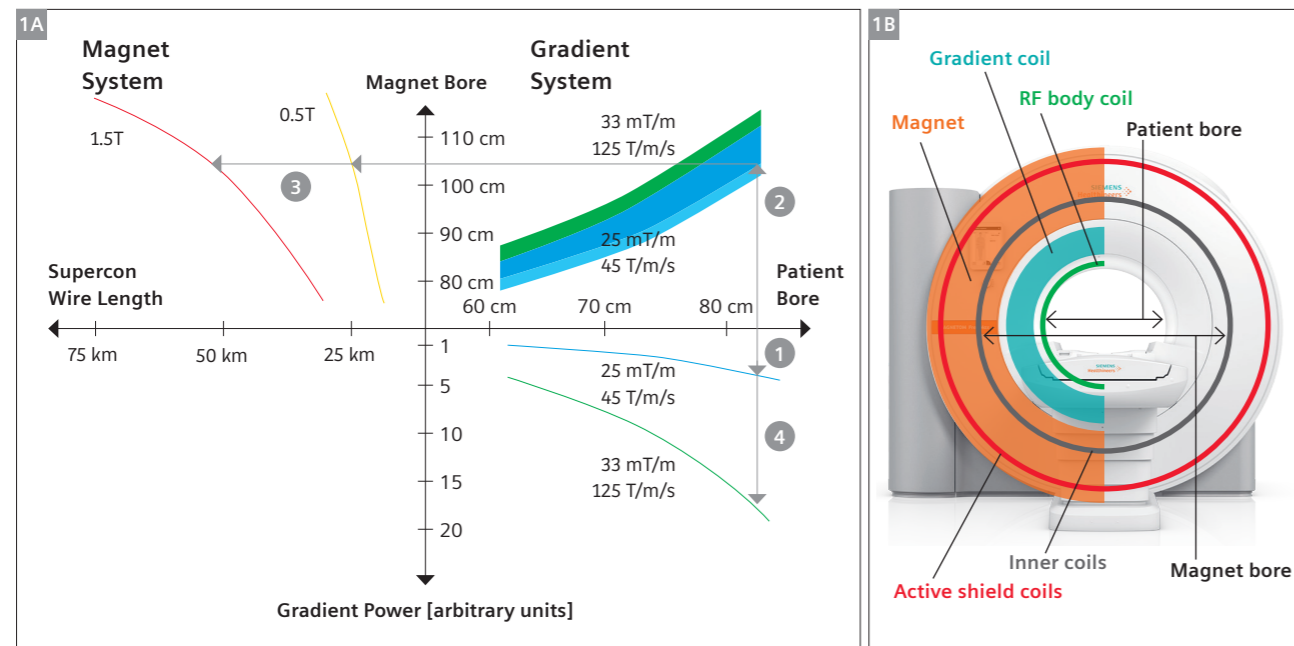 1A
Magnet
System
Gradient
System
Magnet Bore
1.5T
0.5T
33 mT/m
125 T/m/s
110 cm
100 cm
90 cm
80 cm
3
2
25 mT/m
45 T/m/s
Supercon
Wire Length
Patient
Bore
60 cm
70 cm
80 cm
75 km
50 km
25 km
1
5
10
15
20
1
25 mT/m
45 T/m/s
4
33 mT/m
125 T/m/s
Gradient Power [arbitrary units]
1B
Gradient coil
RF body coil
Magnet
Patient bore
SIEMENS
Healthineers
SIEMENS
Healthineers
Inner coils
Magnet bore
Active shield coils